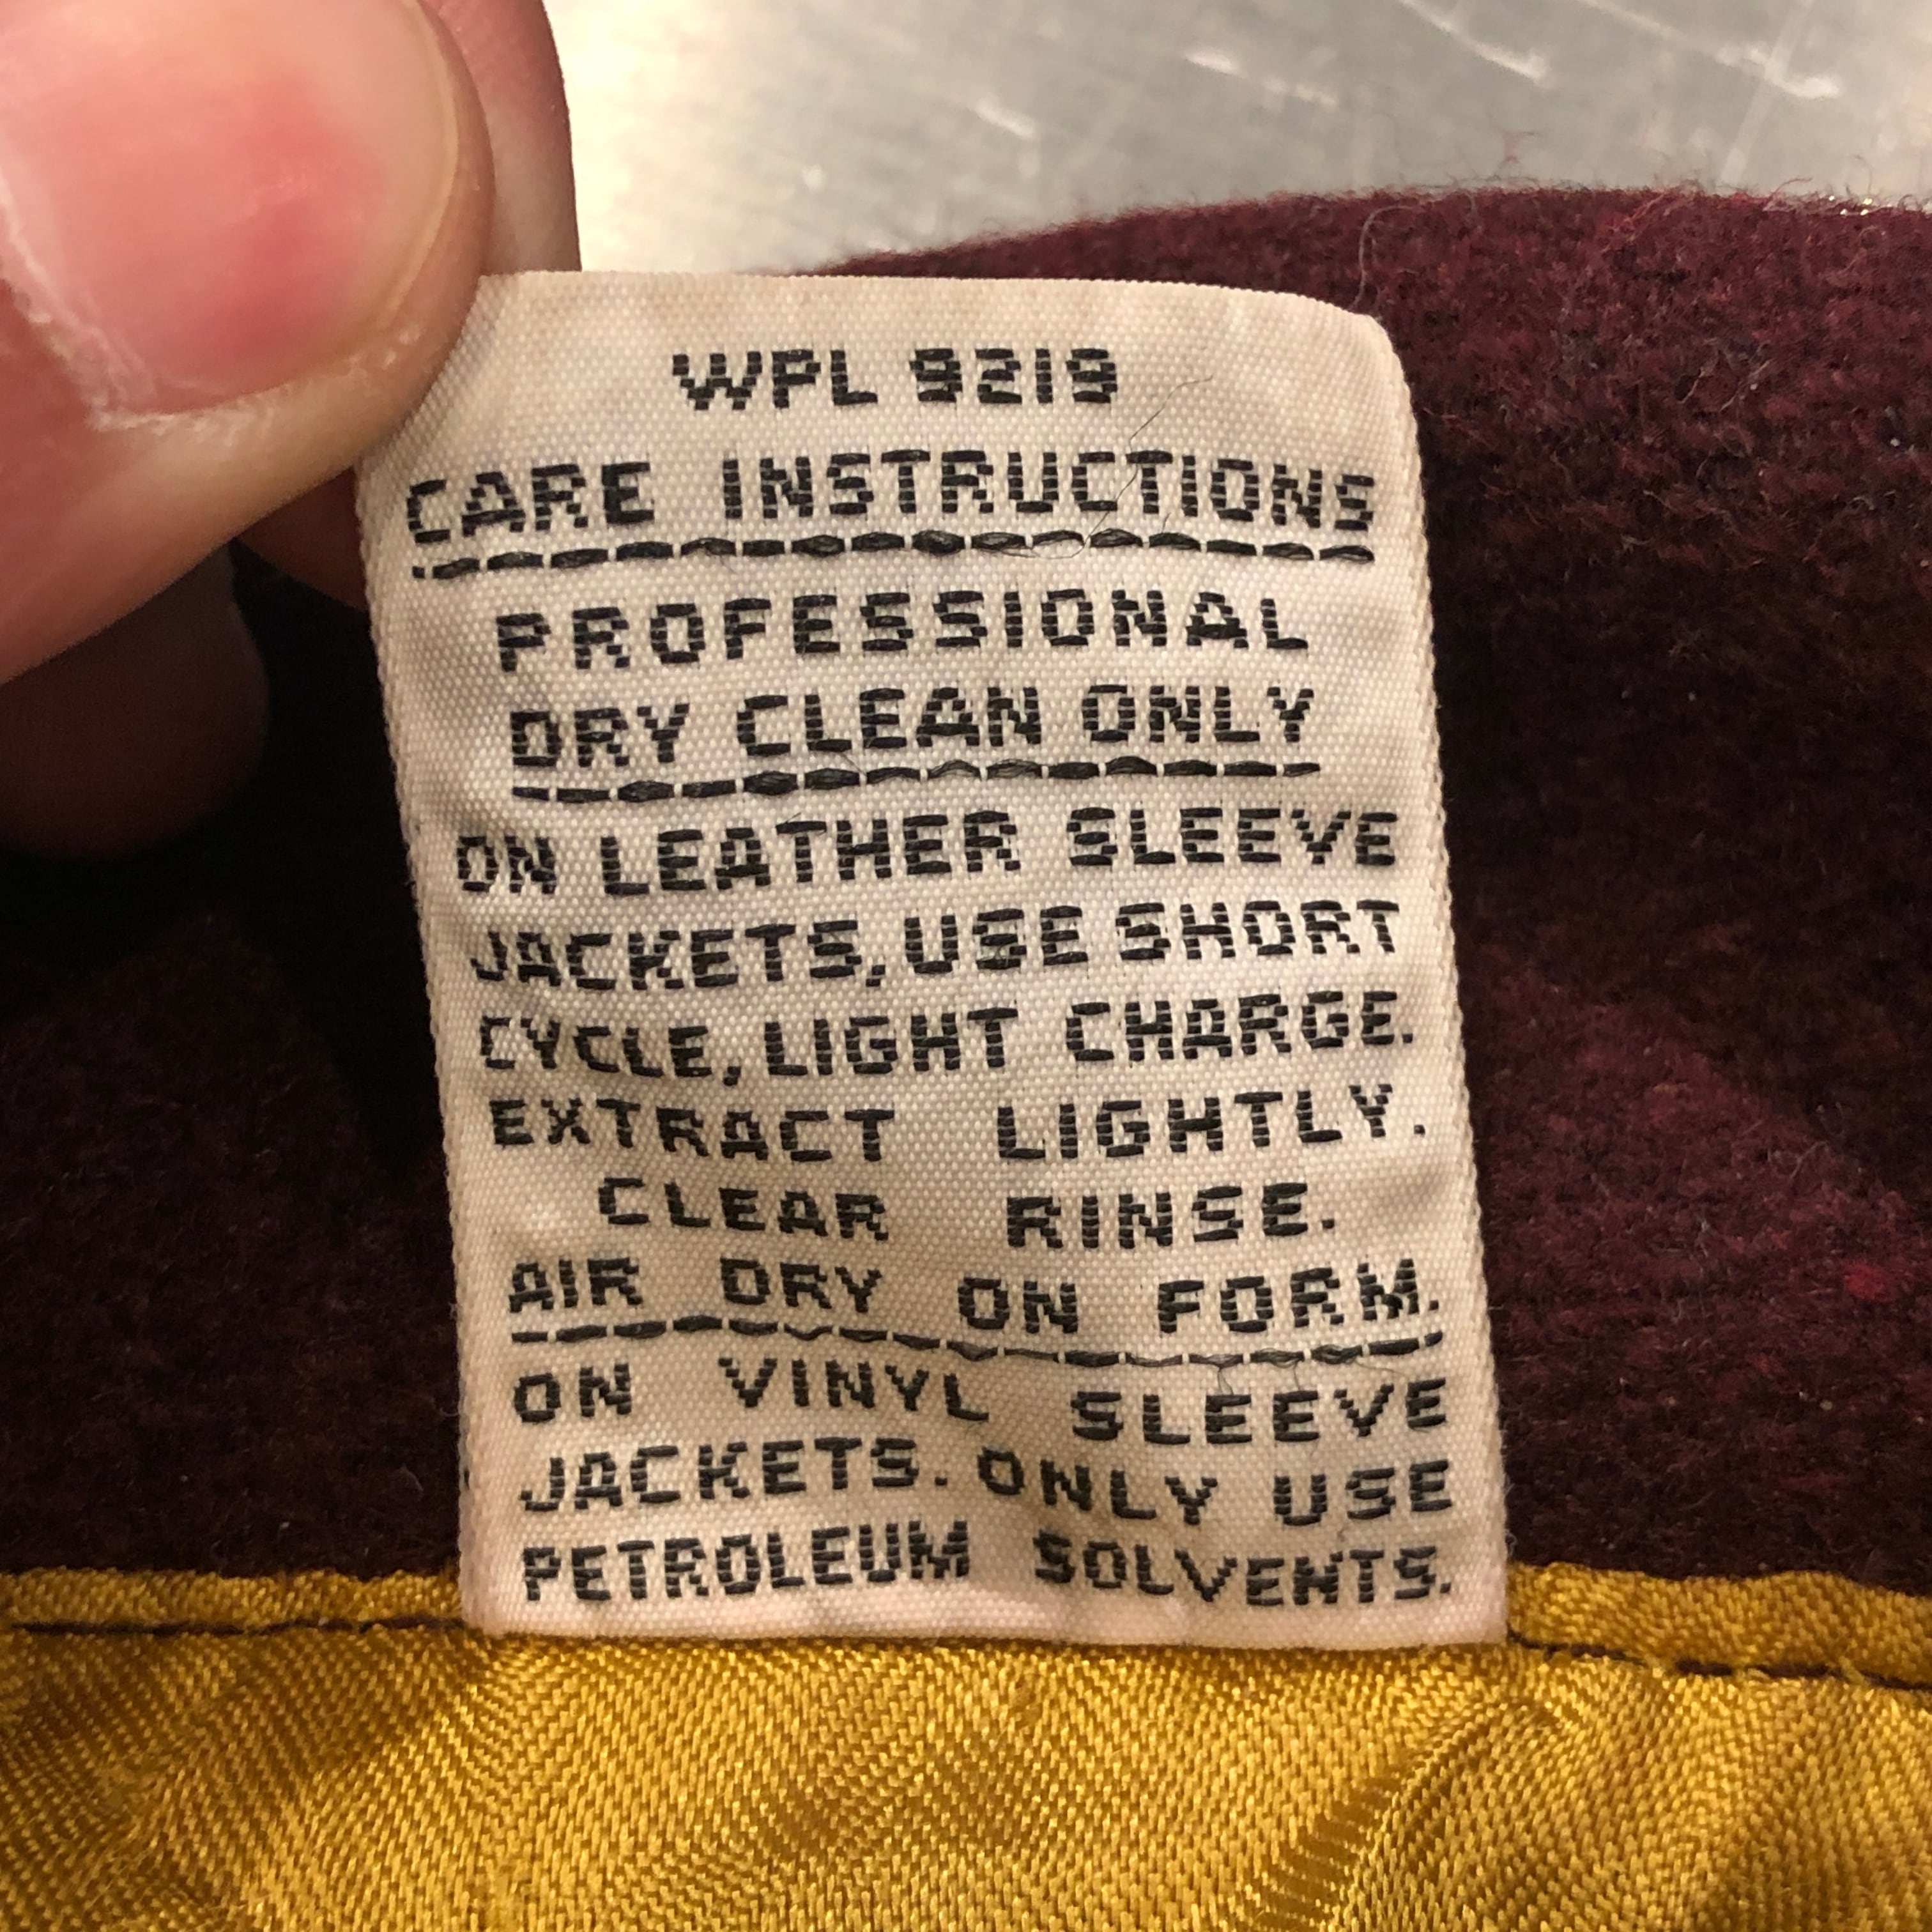 WPL 9219
CARE INSTRUCTIONS
PROFESSIONAL
DRY CLEAN ONLY
ON LEATHER SLEEVE
JACKETS, USE SHORT
CYCLE, LIGHT CHARGE.
EXTRACT LIGHTLY.
CLEAR RINSE.
AIR DRY ON FORM.
ON VINYL SLEEVE
JACKETS. ONLY USE
PETROLEUM SOLVENTS.